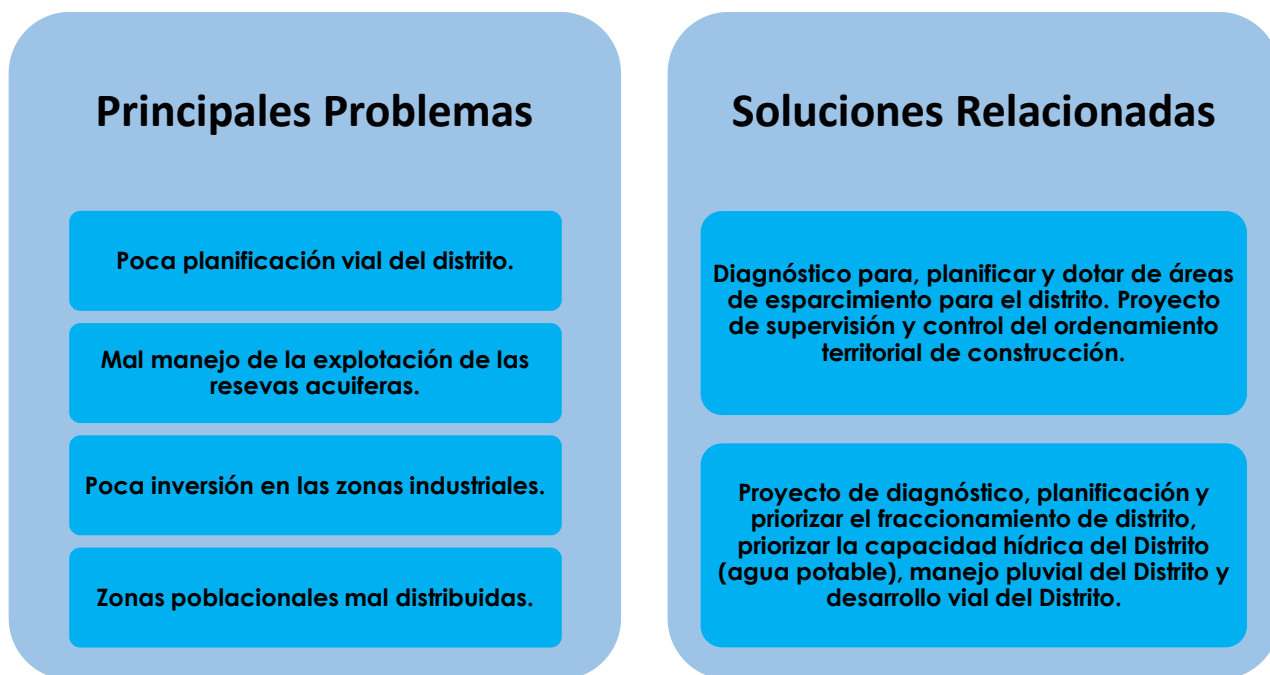 Principales Problemas
Poca planificación vial del distrito.
Mal manejo de la explotación de las
resevas acuiferas.
Poca inversión en las zonas industriales.
Zonas poblacionales mal distribuidas.
Soluciones Relacionadas
Diagnóstico para, planificar y dotar de áreas
de esparcimiento para el distrito. Proyecto
de supervisión y control del ordenamiento
territorial de construcción.
Proyecto de diagnóstico, planificación y
priorizar el fraccionamiento de distrito,
priorizar la capacidad hídrica del Distrito
(agua potable), manejo pluvial del Distrito y
desarrollo vial del Distrito.